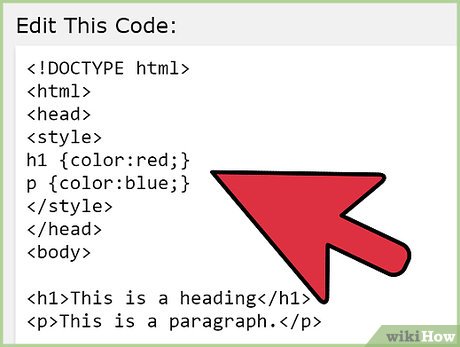 Edit This Code:
<!DOCTYPE html>
<html>
<head>
<style>
h1 {color:red;}
p {color:blue;}
</style>
</head>
<body>
<h1>This is a heading</h1>
<p>This is a paragraph.</p>
wikiHow